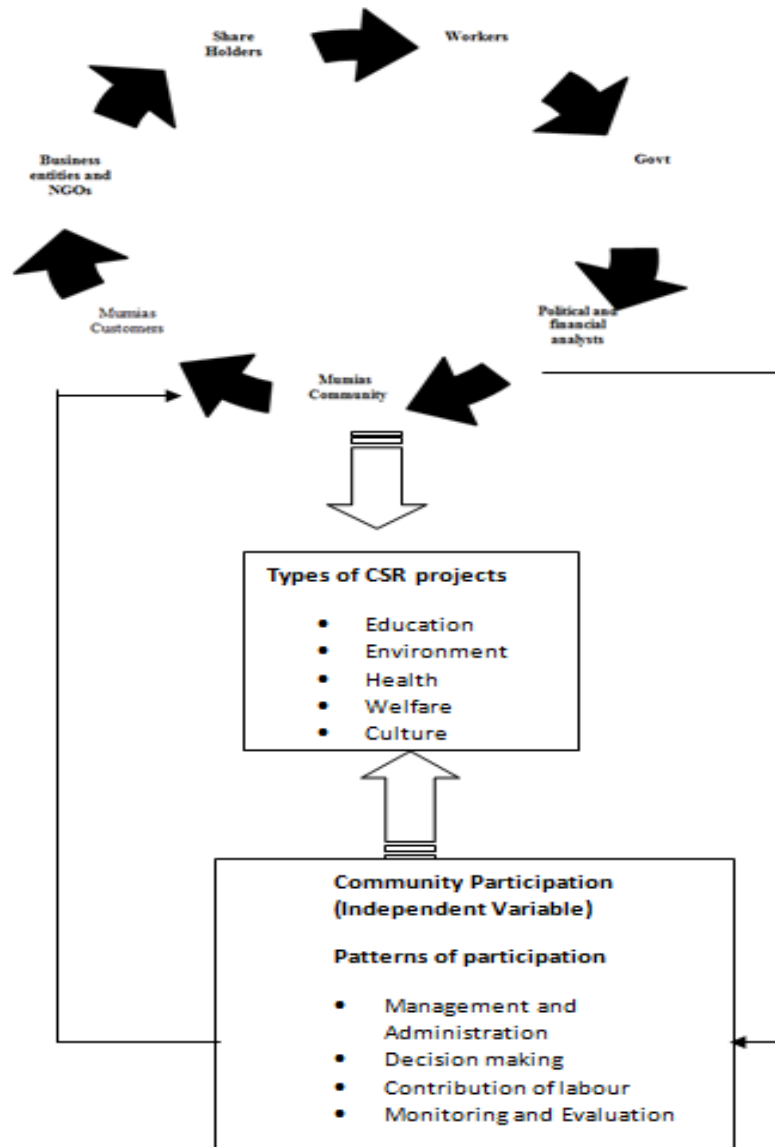 Share
Holders
Workers
Business
entities and
NGOs
Govt
Mumias
Customers
Political and
financial
analysts
Mumias
Community
Types of CSR projects
• Education
• Environment
• Health
• Welfare
• Culture
Community Participation
(Independent Variable)
Patterns of participation
• Management and
Administration
• Decision making
• Contribution of labour
• Monitoring and Evaluation